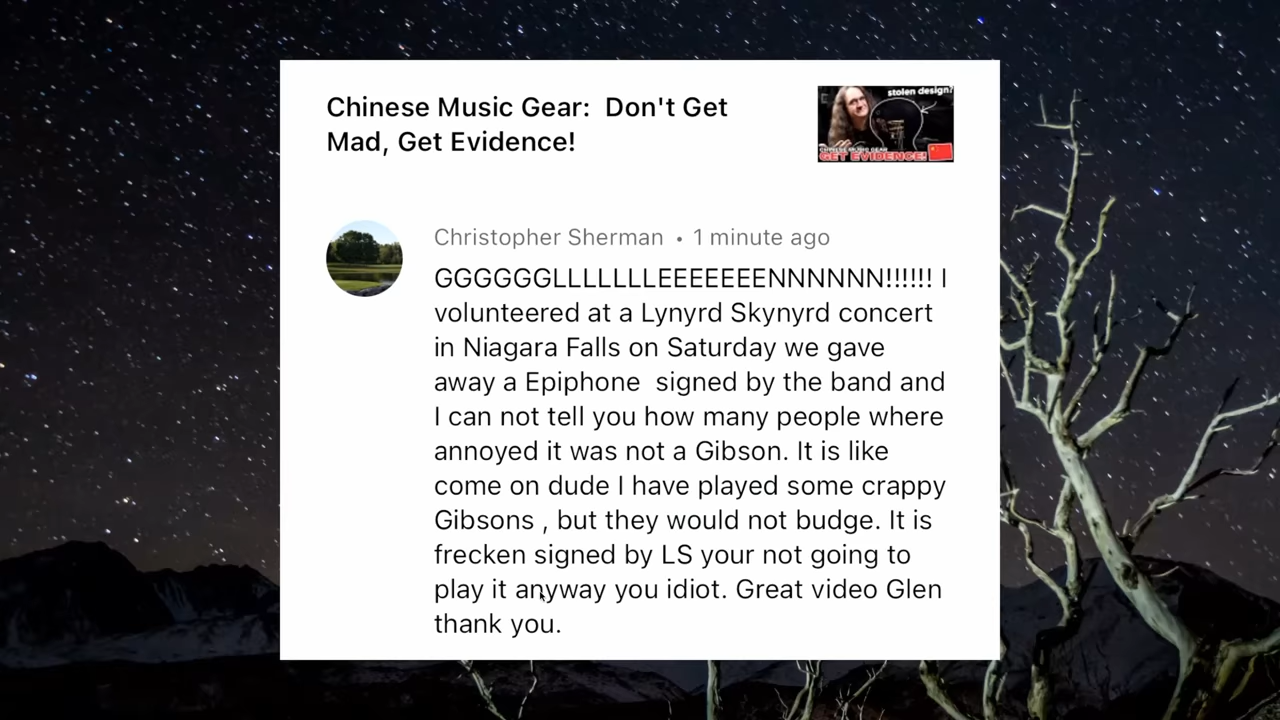 Chinese Music Gear:  Don't Get
Mad, Get Evidence!
stolen design?
CHINESE MUSIC GEAR
GET EVIDENCE!
Christopher Sherman • 1 minute ago
GGGGGGLLLLLLLEEEEEEENNNNNN!!!!!! I
volunteered at a Lynyrd Skynyrd concert
in Niagara Falls on Saturday we gave
away a Epiphone  signed by the band and
I can not tell you how many people where
annoyed it was not a Gibson. It is like
come on dude I have played some crappy
Gibsons , but they would not budge. It is
frecken signed by LS your not going to
play it anyway you idiot. Great video Glen
thank you.